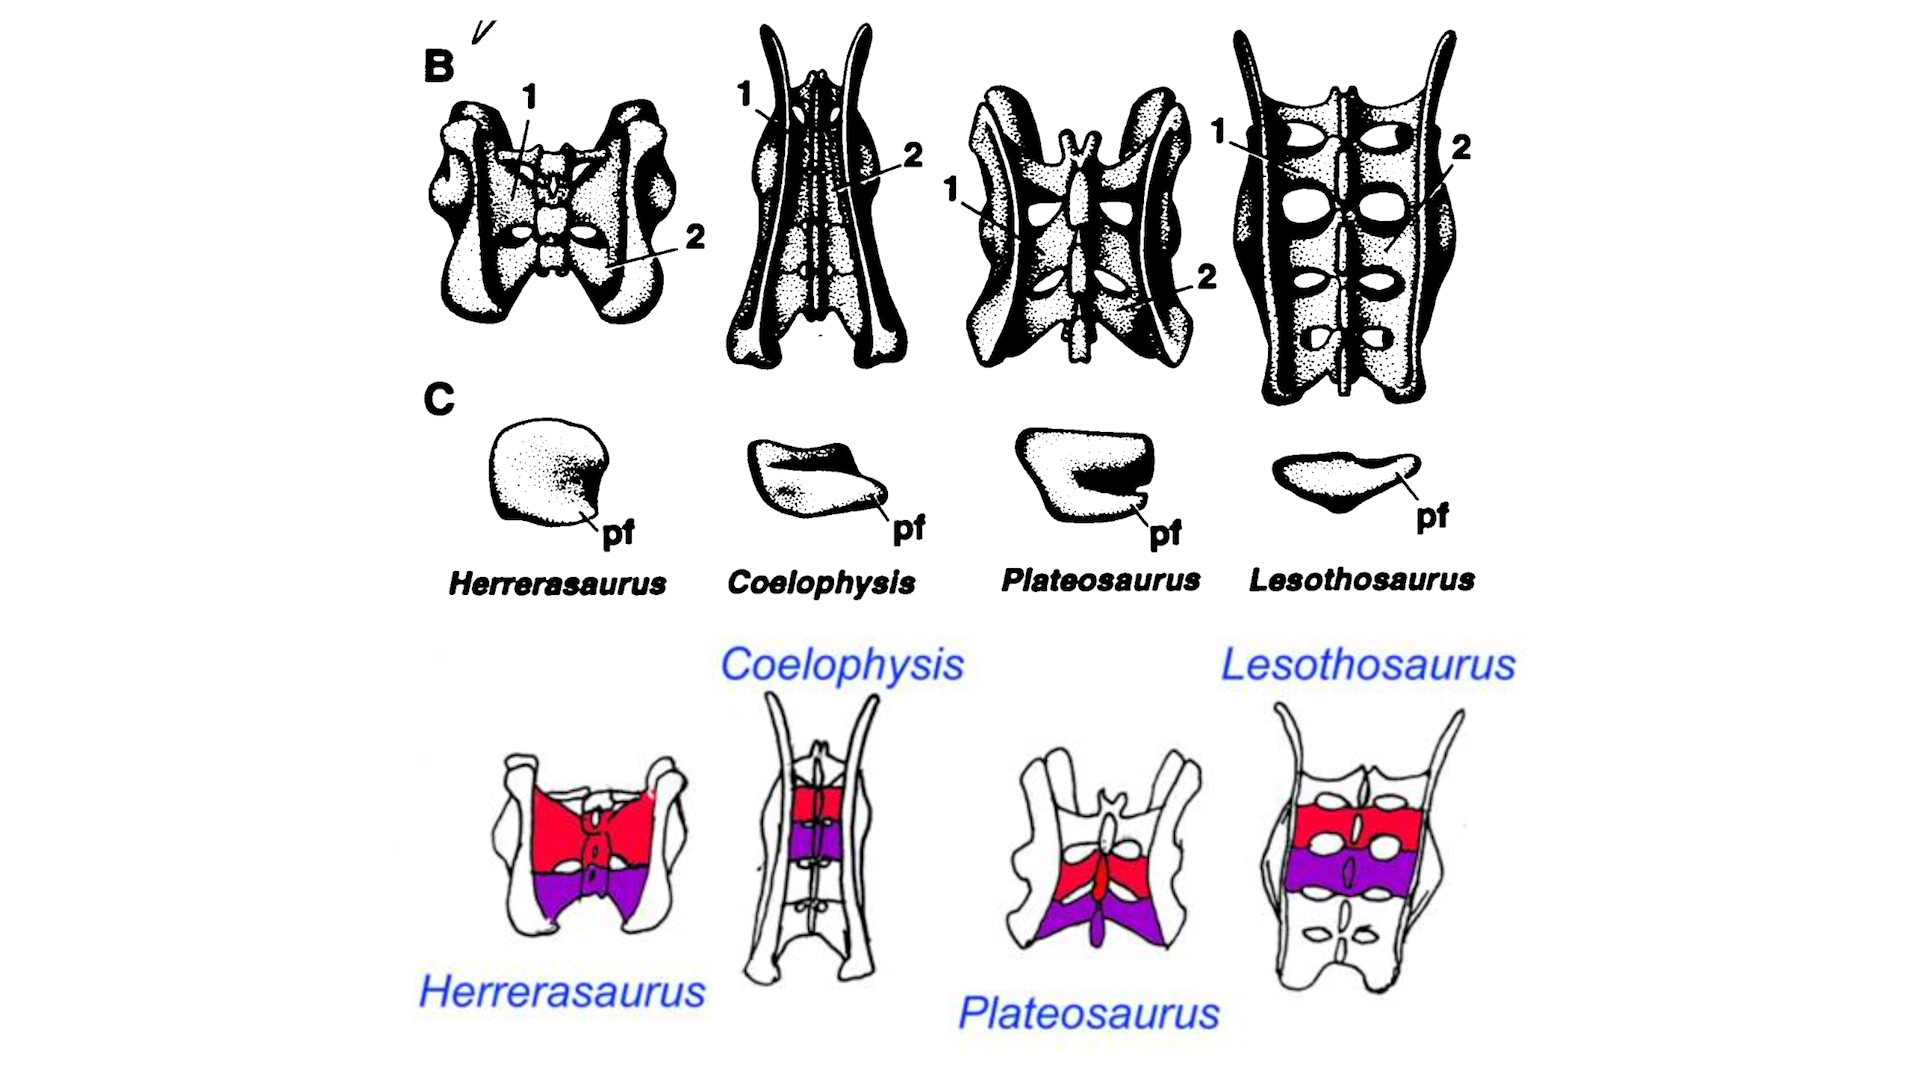 B
1
2
1
2
1
2
1
2
C
pf
pf
pf
pf
Herrerasaurus
Coelophysis
Plateosaurus
Lesothosaurus
Coelophysis
Lesothosaurus
Herrerasaurus
Plateosaurus